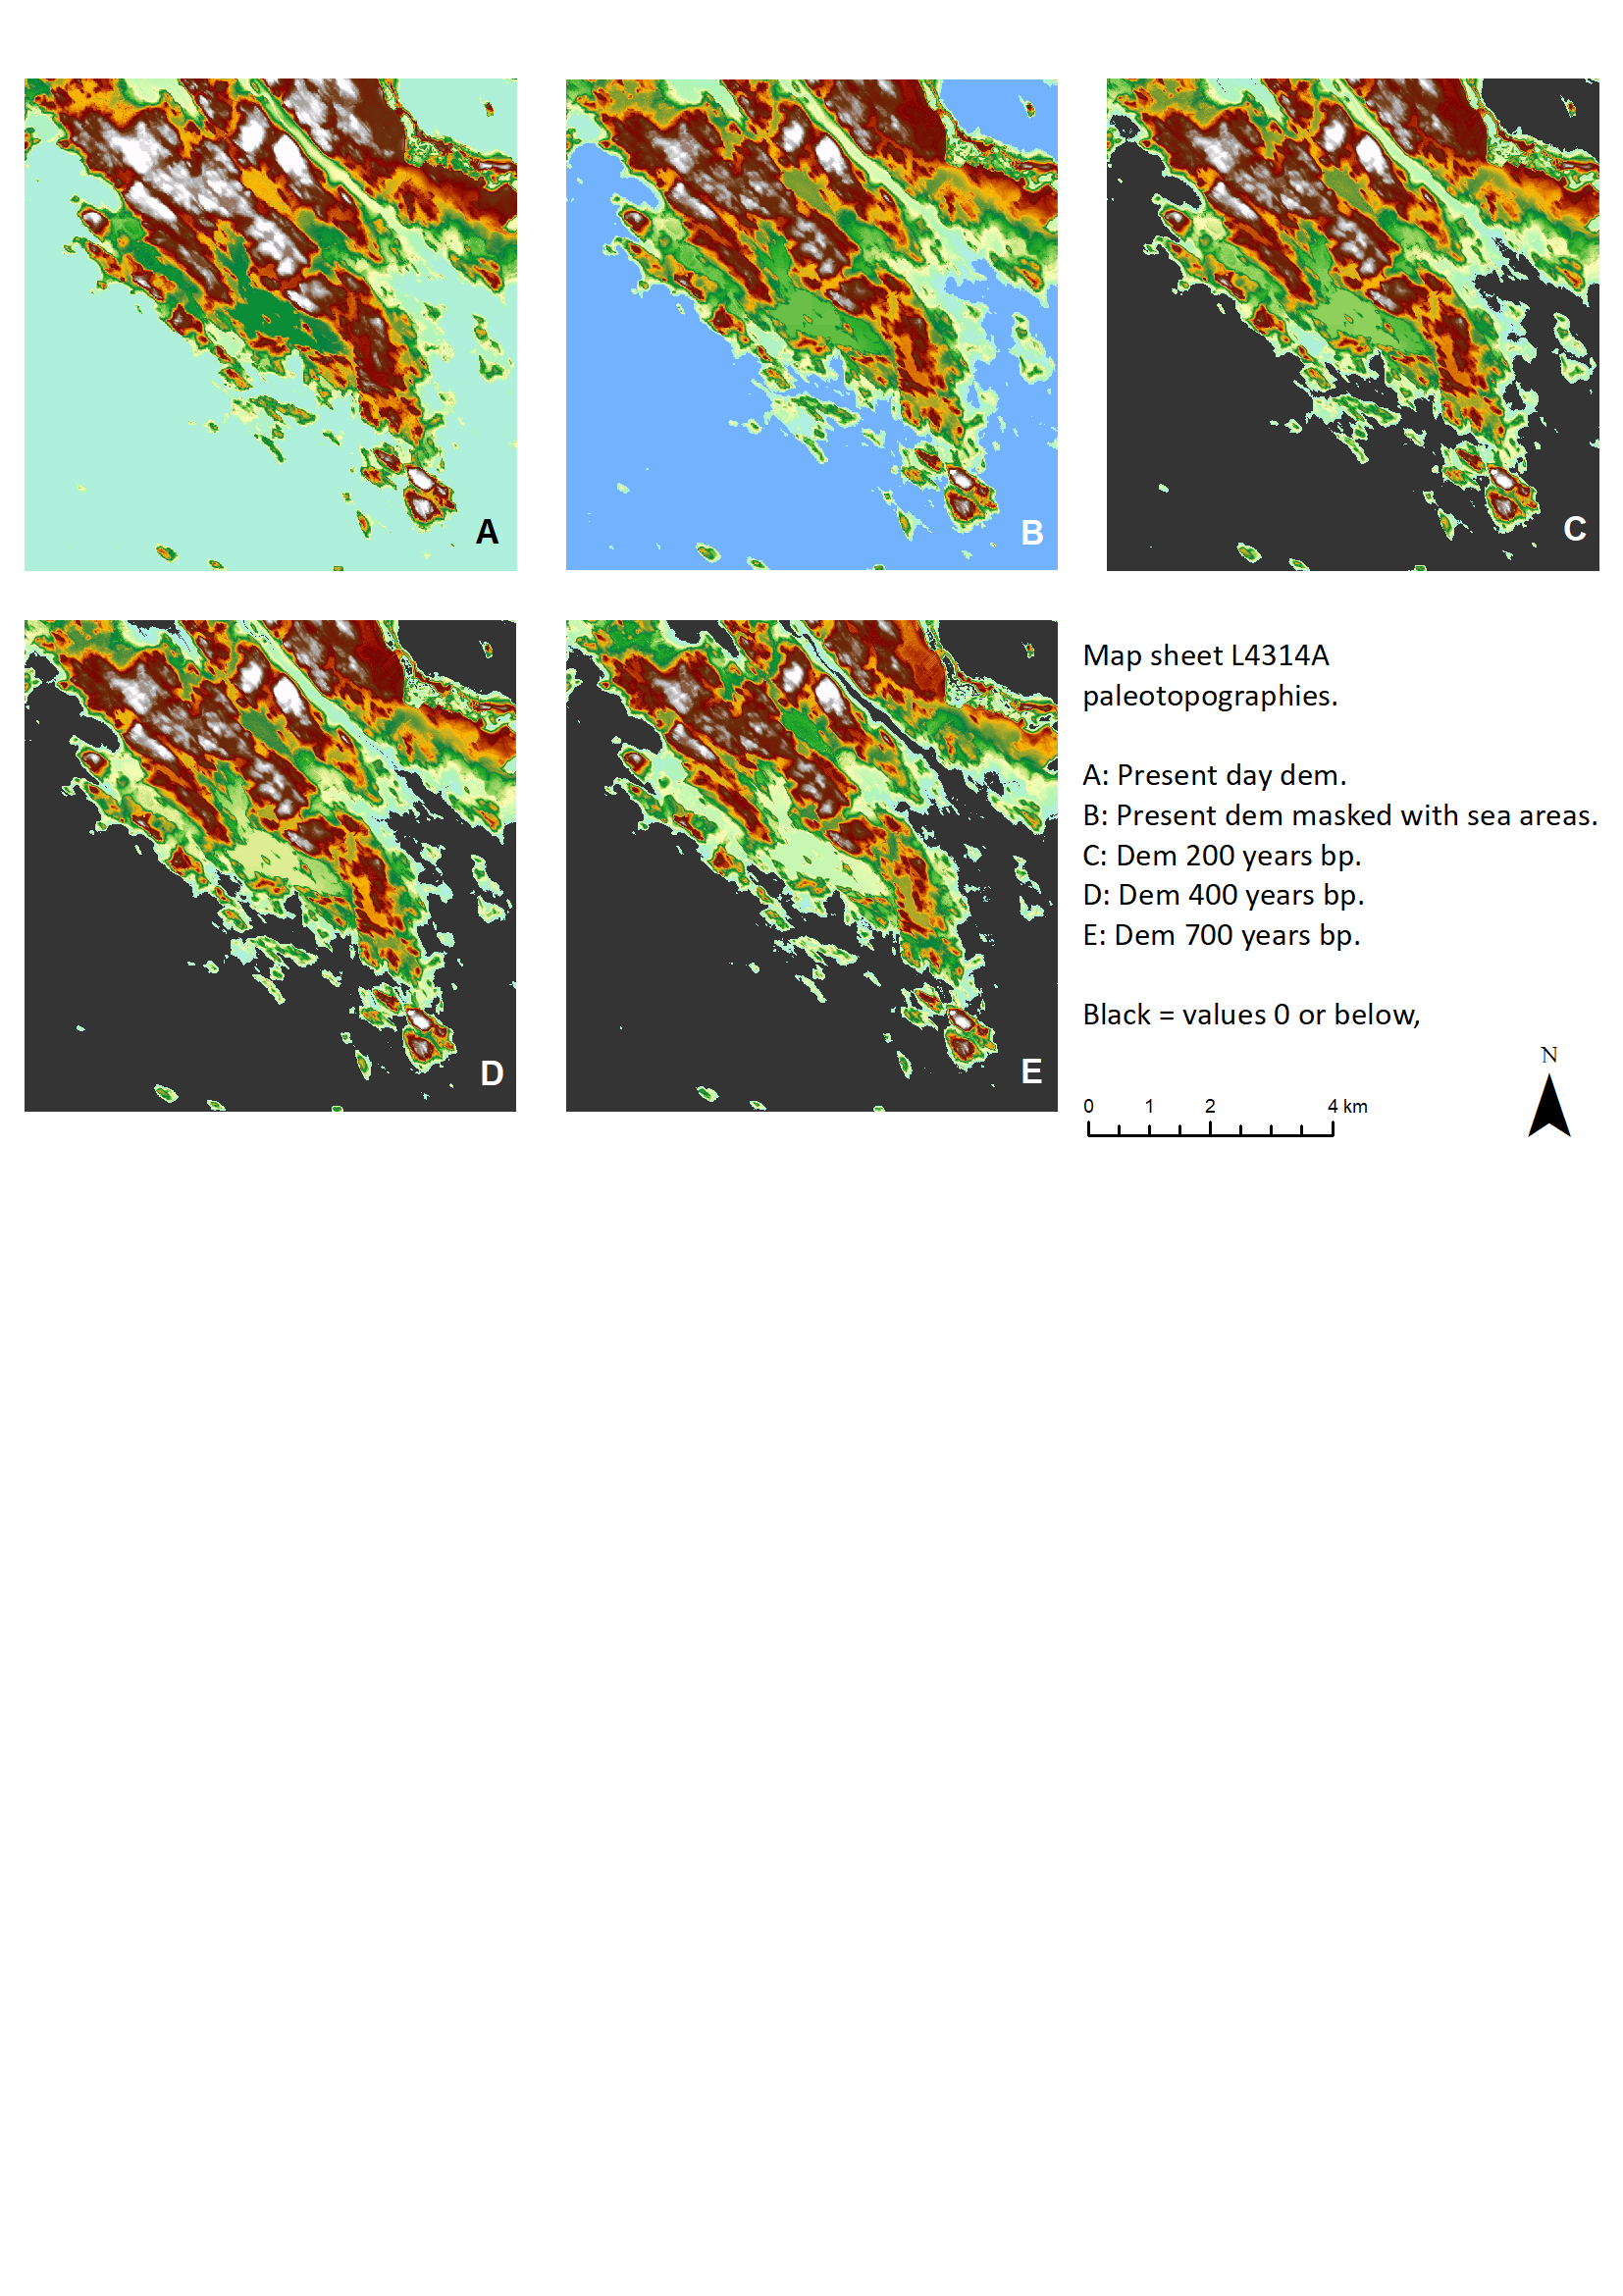 A
B
C
D
E
Map sheet L4314A
paleotopographies.
A: Present day dem.
B: Present dem masked with sea areas.
C: Dem 200 years bp.
D: Dem 400 years bp.
E: Dem 700 years bp.
Black = values 0 or below,
N
0 1 2 4 km